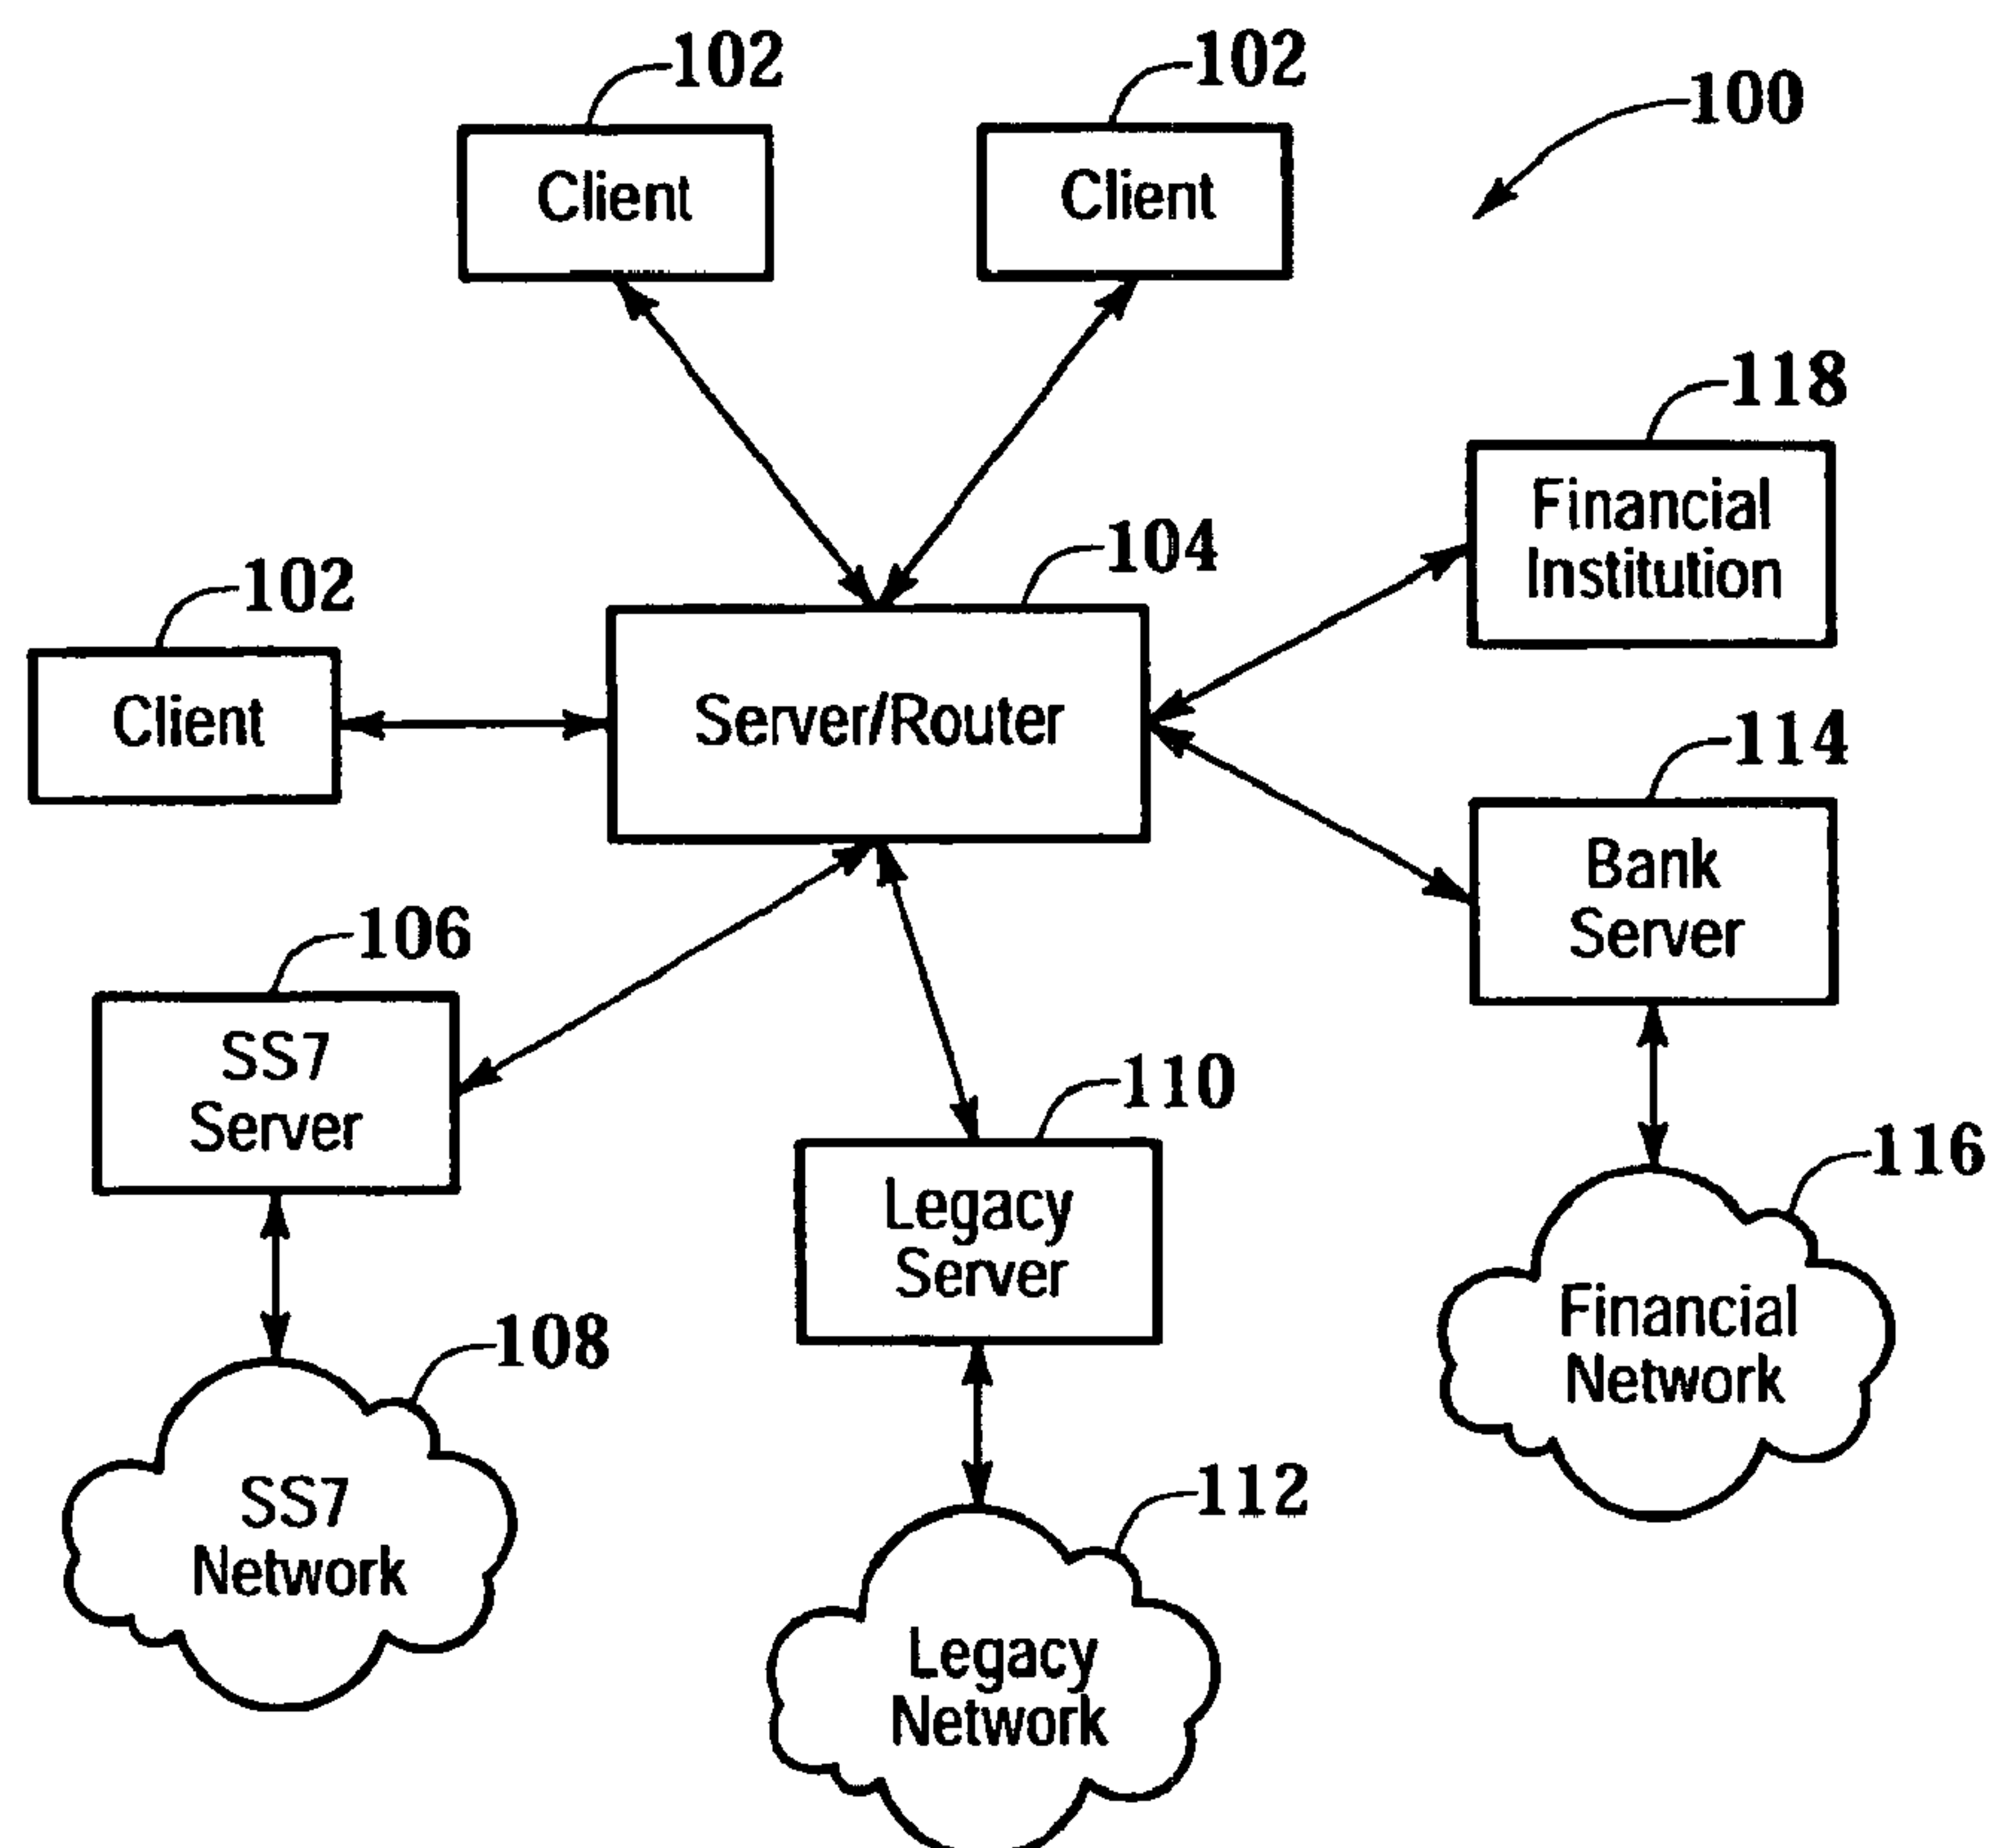 102
102
100
Client
Client
118
Financial
Institution
104
102
Client
Server/Router
114
Bank
Server
106
SS7
Server
110
Legacy
Server
116
Financial
Network
108
SS7
Network
112
Legacy
Network